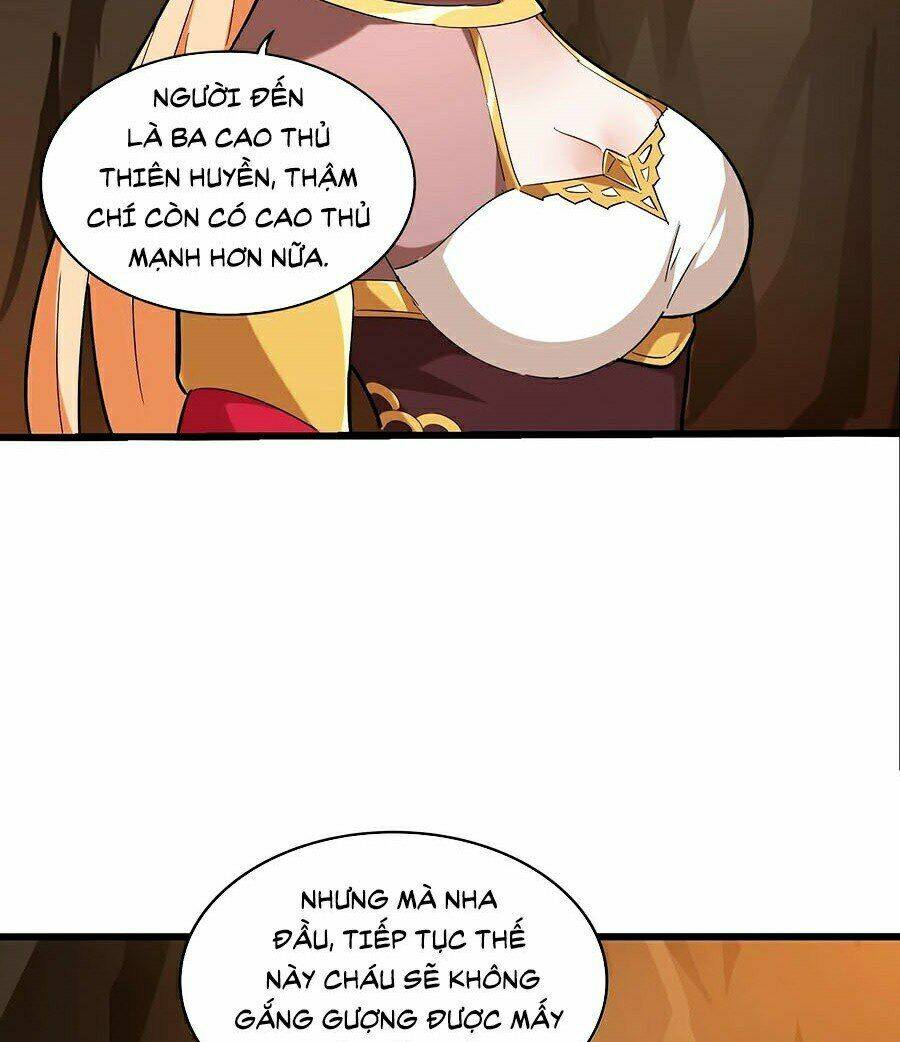 NGƯỜI ĐẾN
LÀ BA CAO THỦ
THIÊN HUYỀN, THẬM
CHÍ CÒN CÓ CAO THỦ
MẠNH HƠN NỮA.
NHƯNG MÀ NHA
ĐẦU, TIẾP TỤC THẾ
NÀY CHÁU SẼ KHÔNG
GẮNG GƯỢNG ĐƯỢC MẤY